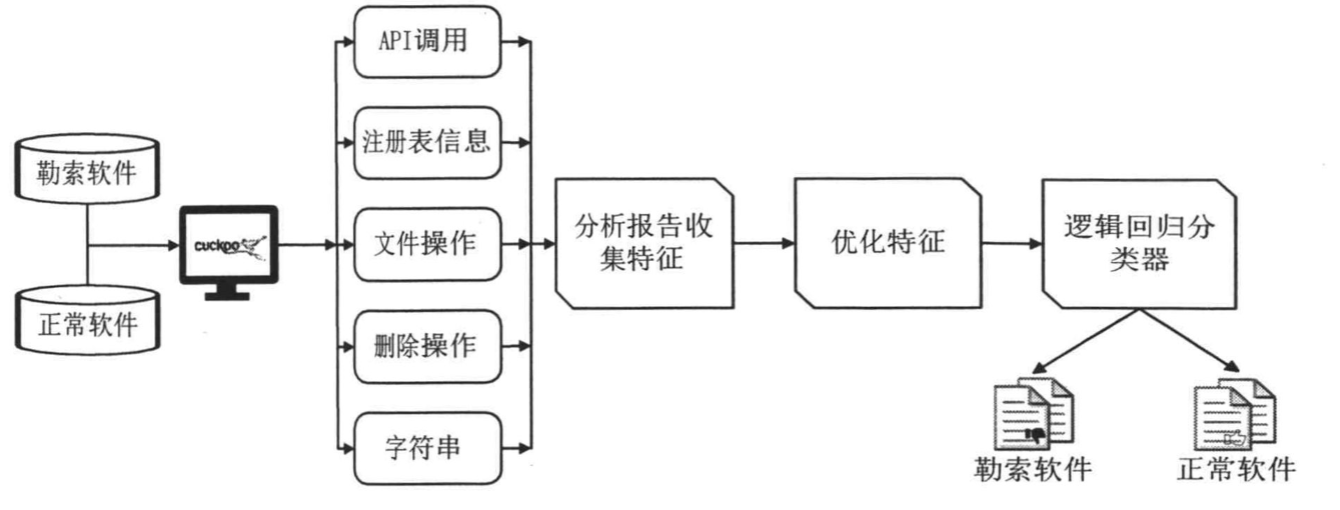 勒索软件
正常软件
cuckoo
API调用
注册表信息
文件操作
删除操作
字符串
分析报告收
集特征
优化特征
逻辑回归分
类器
勒索软件
正常软件